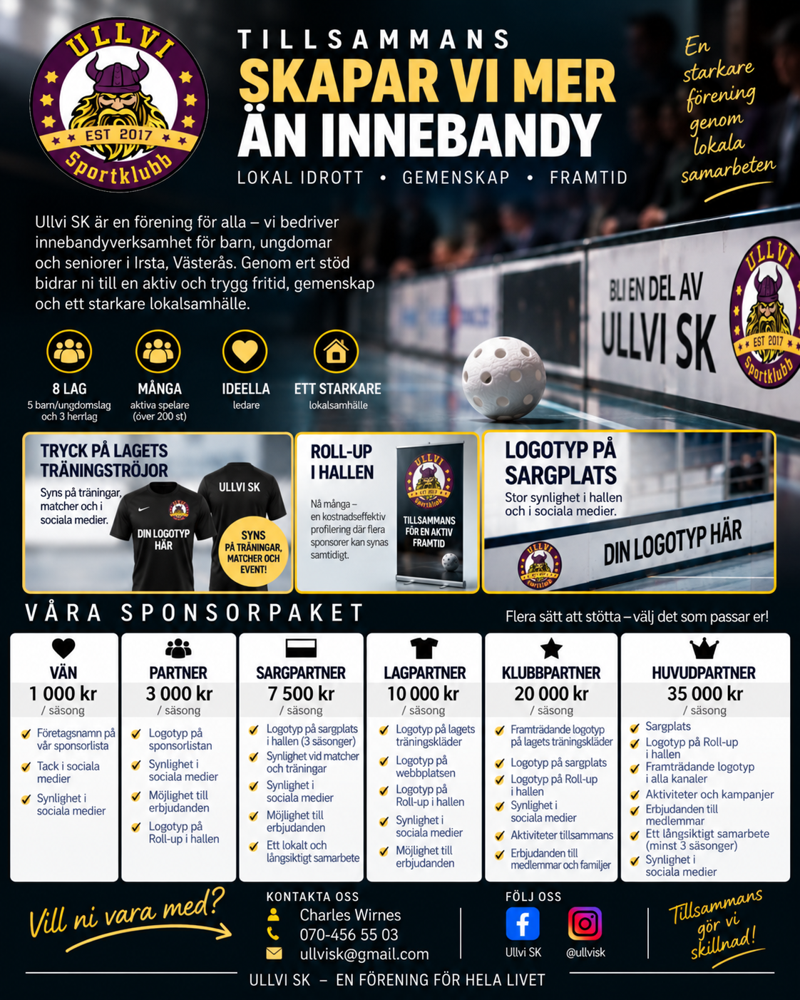 ULLVI
EST 2017
Sportklubb
TILLSAMMANS
SKAPAR VI MER
ÄN INNEBANDY
LOKAL IDROTT • GEMENSKAP • FRAMTID
En
starkare
förening
genom
lokala
samarbeten
Ullvi SK är en förening för alla – vi bedriver
innebandyverksamhet för barn, ungdomar
och seniorer i Irsta, Västerås. Genom ert stöd
bidrar ni till en aktiv och trygg fritid, gemenskap
och ett starkare lokalsamhälle.
BLI EN DEL AV
ULLVI SK
ULLVI
EST 2017
Sportklubb
8 LAG
5 barn/ungdomslag
och 3 herrlag
MÅNGA
aktiva spelare
(över 200 st)
IDEELLA
ledare
ETT STARKARE
lokalsamhälle
TRYCK PÅ LAGETS
TRÄNINGSTRÖJOR
Syns på träningar,
matcher och i
sociala medier.
DIN LOGOTYP
HÄR
ULLVI SK
SYNS
PÅ TRÄNINGAR,
MATCHER OCH
EVENT!
ROLL-UP
I HALLEN
Nå många –
en kostnadseffektiv
profilering där flera
sponsorer kan synas
samtidigt.
ULLVI
EST 2017
Sportklubb
TILLSAMMANS
FÖR EN AKTIV
FRAMTID
LOGOTYP PÅ
SARGPLATS
Stor synlighet i hallen
och i sociala medier.
ULLVI
EST 2017
Sportklubb
DIN LOGOTYP HÄR
VÅRA SPONSORPAKET
Flera sätt att stötta – välj det som passar er!
VÄN
1 000 kr
/ säsong
Företagsnamn på
vår sponsorlista
Tack i sociala
medier
Synlighet i
sociala medier
PARTNER
3 000 kr
/ säsong
Logotyp på
sponsorlistan
Synlighet i
sociala medier
Möjlighet till
erbjudanden
Logotyp på
Roll-up i hallen
SARGPARTNER
7 500 kr
/ säsong
Logotyp på sargplats
i hallen (3 säsonger)
Synlighet vid matcher
och träningar
Synlighet i
sociala medier
Möjlighet till
erbjudanden
Ett lokalt och
långsiktigt samarbete
LAGPARTNER
10 000 kr
/ säsong
Logotyp på lagets
träningskläder
Logotyp på
webbplatsen
Logotyp på
Roll-up i hallen
Synlighet i
sociala medier
Möjlighet till
erbjudanden
KLUBBPARTNER
20 000 kr
/ säsong
Framträdande logotyp
på lagets träningskläder
Logotyp på sargplats
Logotyp på Roll-up
i hallen
Synlighet i
sociala medier
Aktiviteter tillsammans
Erbjudanden till
medlemmar och familjer
HUVUDPARTNER
35 000 kr
/ säsong
Sargplats
Logotyp på Roll-up
i hallen
Framträdande logotyp
i alla kanaler
Aktiviteter och kampanjer
Erbjudanden till
medlemmar
Ett långsiktigt samarbete
(minst 3 säsonger)
Synlighet i
sociala medier
Vill ni vara med?
KONTAKTA OSS
Charles Wirnes
070-456 55 03
ullvisk@gmail.com
FÖLJ OSS
Ullvi SK
@ullvisk
Tillsammans
gör vi
skillnad!
ULLVI SK – EN FÖRENING FÖR HELA LIVET